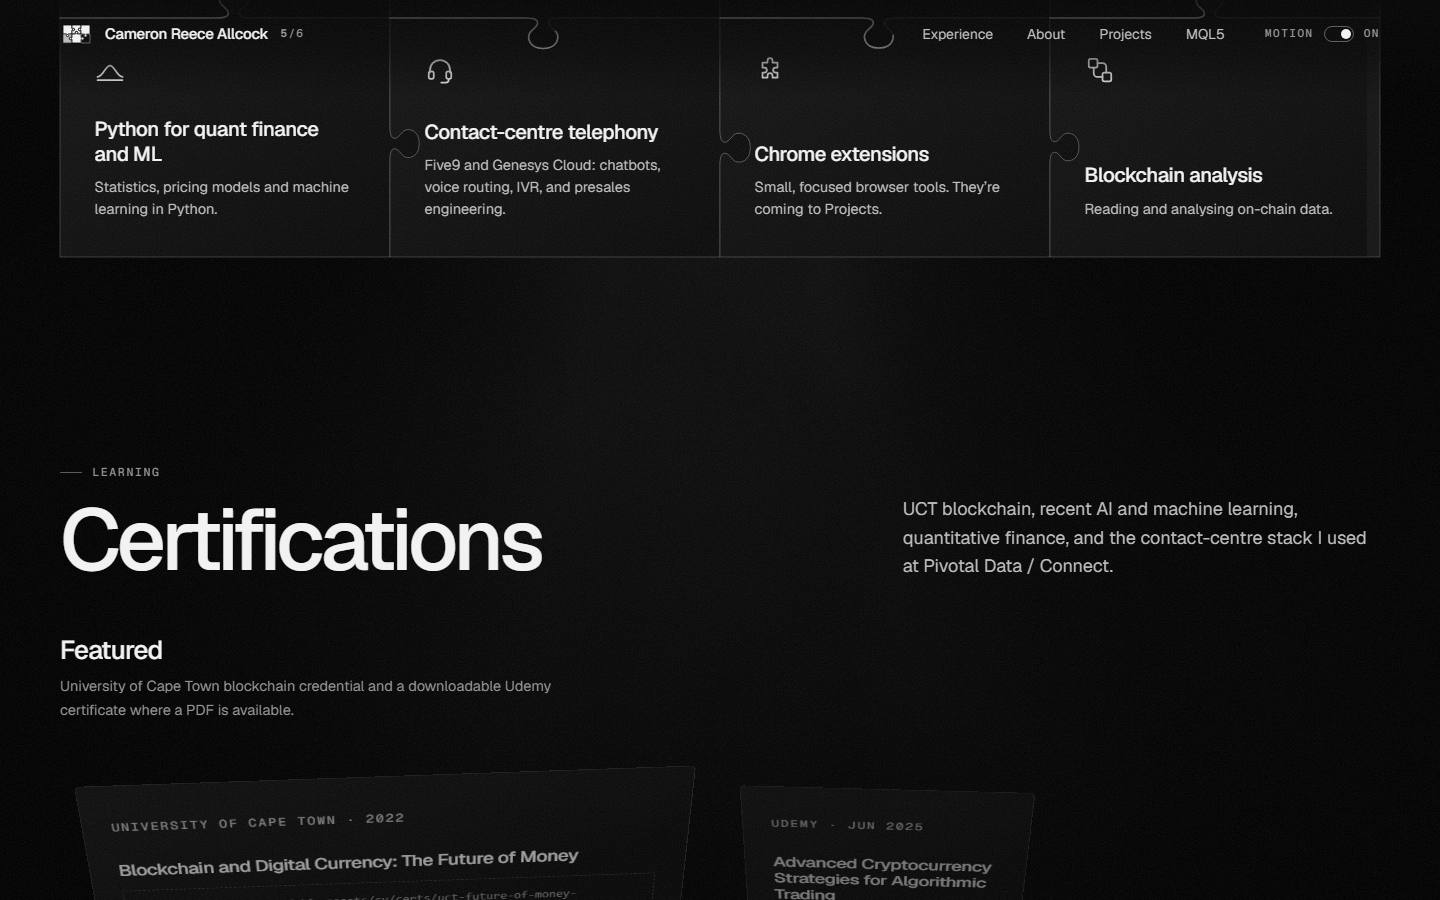 Cameron Reece Allcock 5/6
Experience
About
Projects
MQL5
MOTION
ON
Python for quant finance
and ML
Statistics, pricing models and machine
learning in Python.
Contact-centre telephony
Five9 and Genesys Cloud: chatbots,
voice routing, IVR, and presales
engineering.
Chrome extensions
Small, focused browser tools. They’re
coming to Projects.
Blockchain analysis
Reading and analysing on-chain data.
LEARNING
Certifications
UCT blockchain, recent AI and machine learning,
quantitative finance, and the contact-centre stack I used
at Pivotal Data / Connect.
Featured
University of Cape Town blockchain credential and a downloadable Udemy
certificate where a PDF is available.
UNIVERSITY OF CAPE TOWN · 2022
Blockchain and Digital Currency: The Future of Money
UDEMY · JUN 2025
Advanced Cryptocurrency
Strategies for Algorithmic
Trading